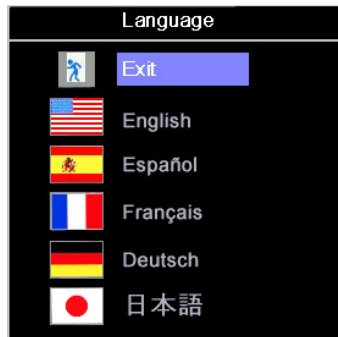 Language
Exit
English
Español
Français
Deutsch
日本語